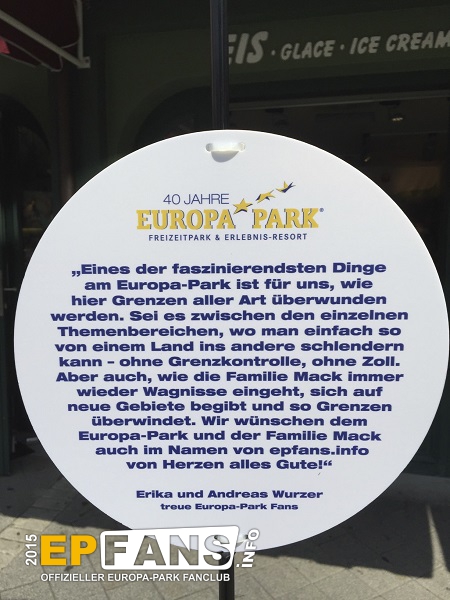 EIS · GLACE · ICE CREAM
40 JAHRE
EUROPA PARK®
FREIZEITPARK & ERLEBNIS-RESORT
„Eines der faszinierendsten Dinge
am Europa-Park ist für uns, wie
hier Grenzen aller Art überwunden
werden. Sei es zwischen den einzelnen
Themenbereichen, wo man einfach so
von einem Land ins andere schlendern
kann – ohne Grenzkontrolle, ohne Zoll.
Aber auch, wie die Familie Mack immer
wieder Wagnisse eingeht, sich auf
neue Gebiete begibt und so Grenzen
überwindet. Wir wünschen dem
Europa-Park und der Familie Mack
auch im Namen von epfans.info
von Herzen alles Gute!“
Erika und Andreas Wurzer
treue Europa-Park Fans
2015 EPFANS.INFO
OFFIZIELLER EUROPA-PARK FANCLUB